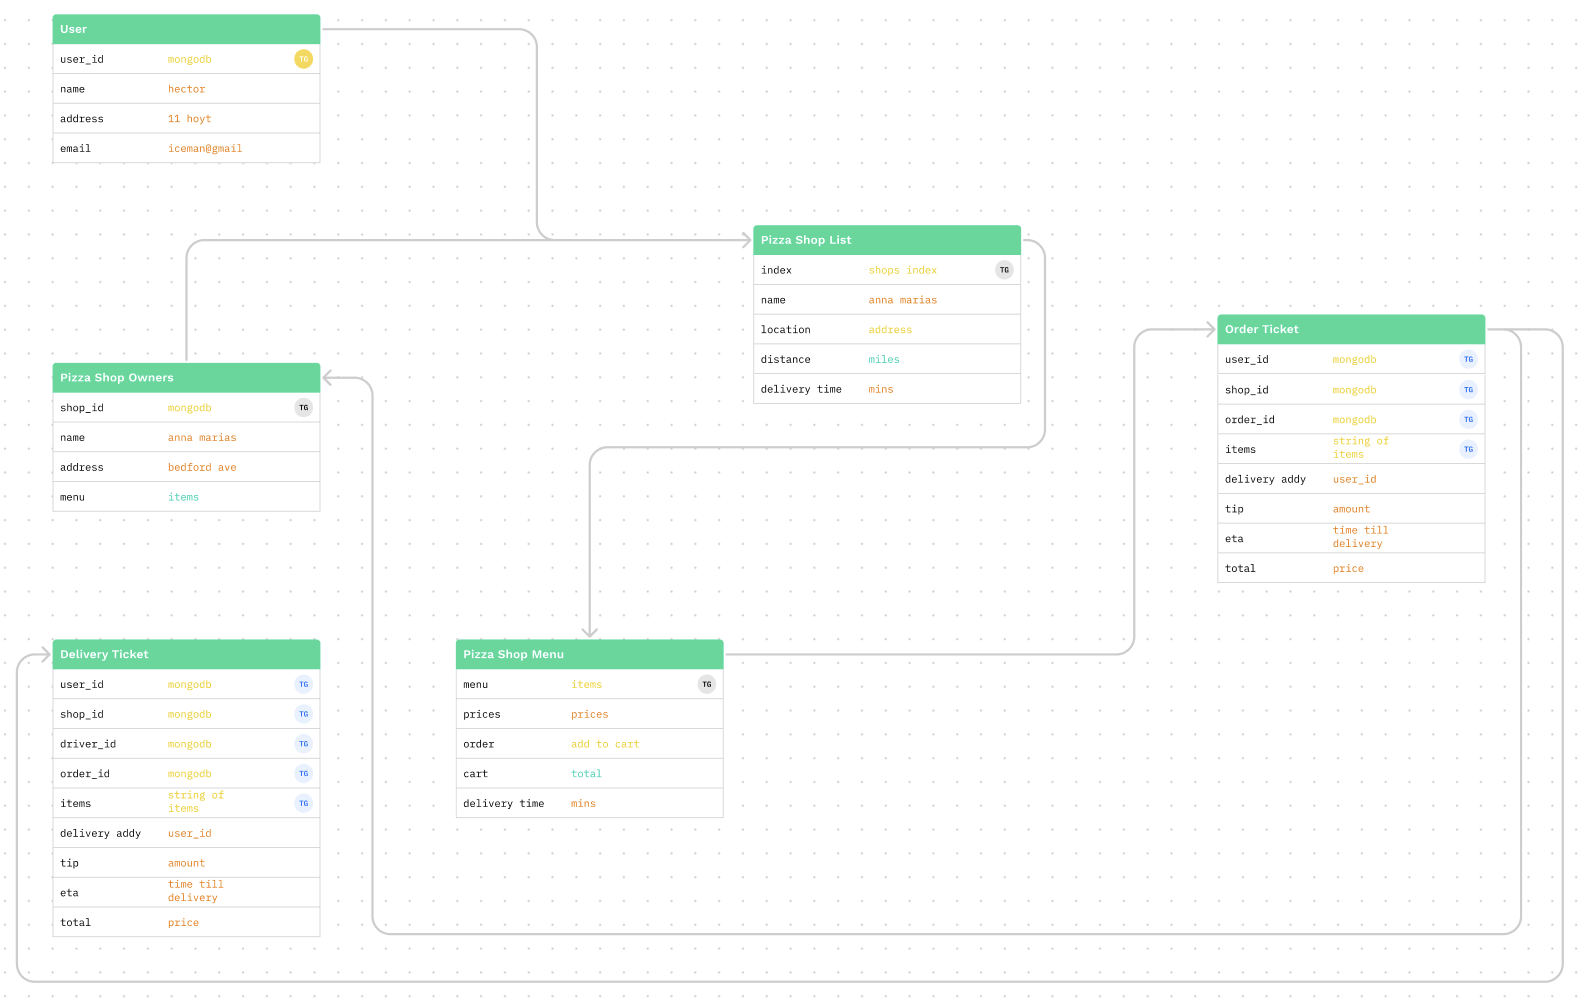 User
user_id mongodb TG
name hector
address 11 hoyt
email iceman@gmail
Pizza Shop List
index shops index TG
name anna marias
location address
distance miles
delivery time mins
Order Ticket
user_id mongodb TG
shop_id mongodb TG
order_id mongodb TG
items string of
items TG
delivery addy user_id
tip amount
eta time till
delivery
total price
Pizza Shop Owners
shop_id mongodb TG
name anna marias
address bedford ave
menu items
Delivery Ticket
user_id mongodb TG
shop_id mongodb TG
driver_id mongodb TG
order_id mongodb TG
items string of
items TG
delivery addy user_id
tip amount
eta time till
delivery
total price
Pizza Shop Menu
menu items TG
prices prices
order add to cart
cart total
delivery time mins